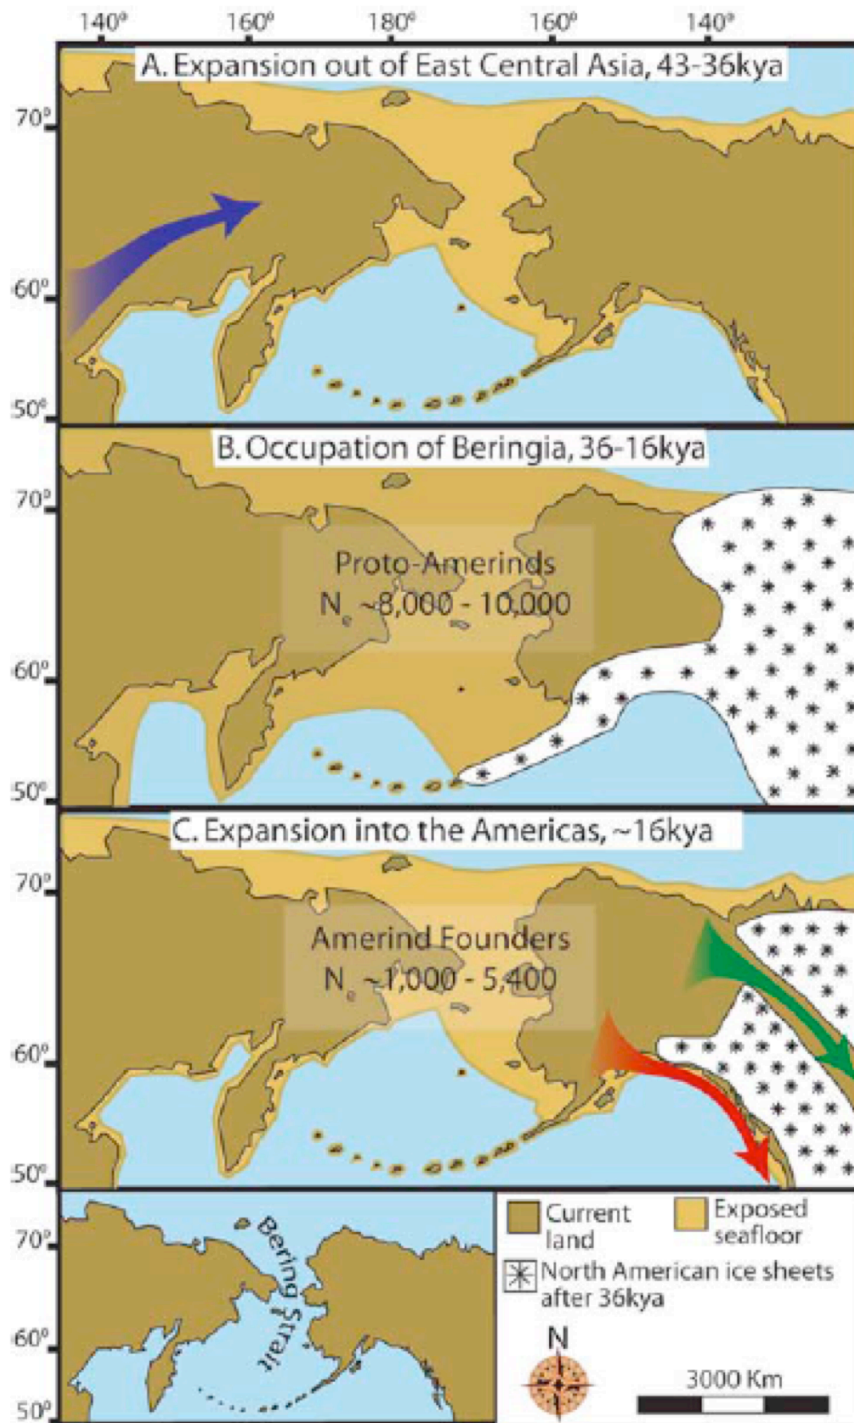 140° 160° 180° 160° 140°
A. Expansion out of East Central Asia, 43-36kya
70°
60°
50°
B. Occupation of Beringia, 36-16kya
70°
Proto-Amerinds
Ne ~8,000 - 10,000
60°
50°
C. Expansion into the Americas, ~16kya
70°
Amerind Founders
Ne ~1,000 - 5,400
60°
50°
Bering Strait
70°
60°
50°
Current land
Exposed seafloor
North American ice sheets
after 36kya
N
3000 Km